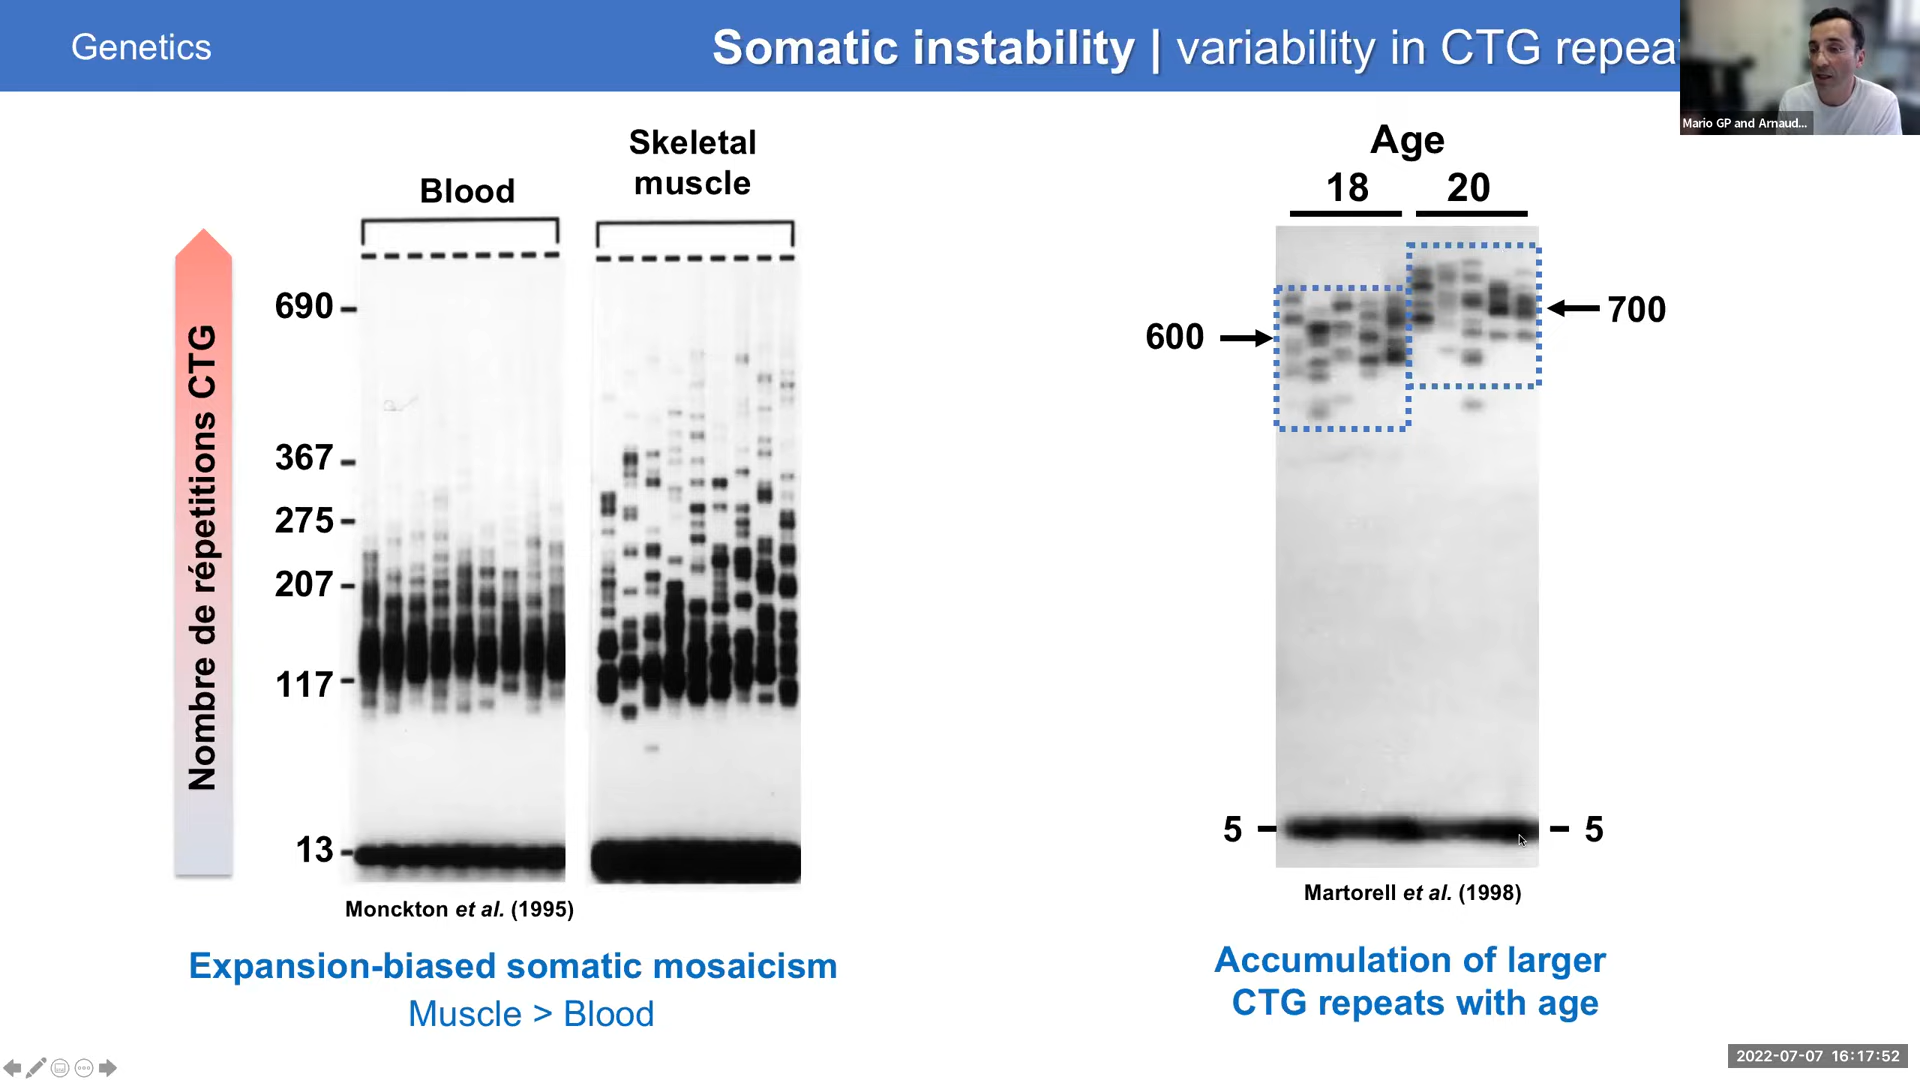 Genetics
Somatic instability | variability in CTG
Mario GP and Arnaud...
Nombre de répetitions CTG
Blood
Skeletal
muscle
690
367
275
207
117
13
Monckton et al. (1995)
Expansion-biased somatic mosaicism
Muscle > Blood
Age
18 20
600
700
5
5
Martorell et al. (1998)
Accumulation of larger
CTG repeats with age
2022-07-07 16:17:52